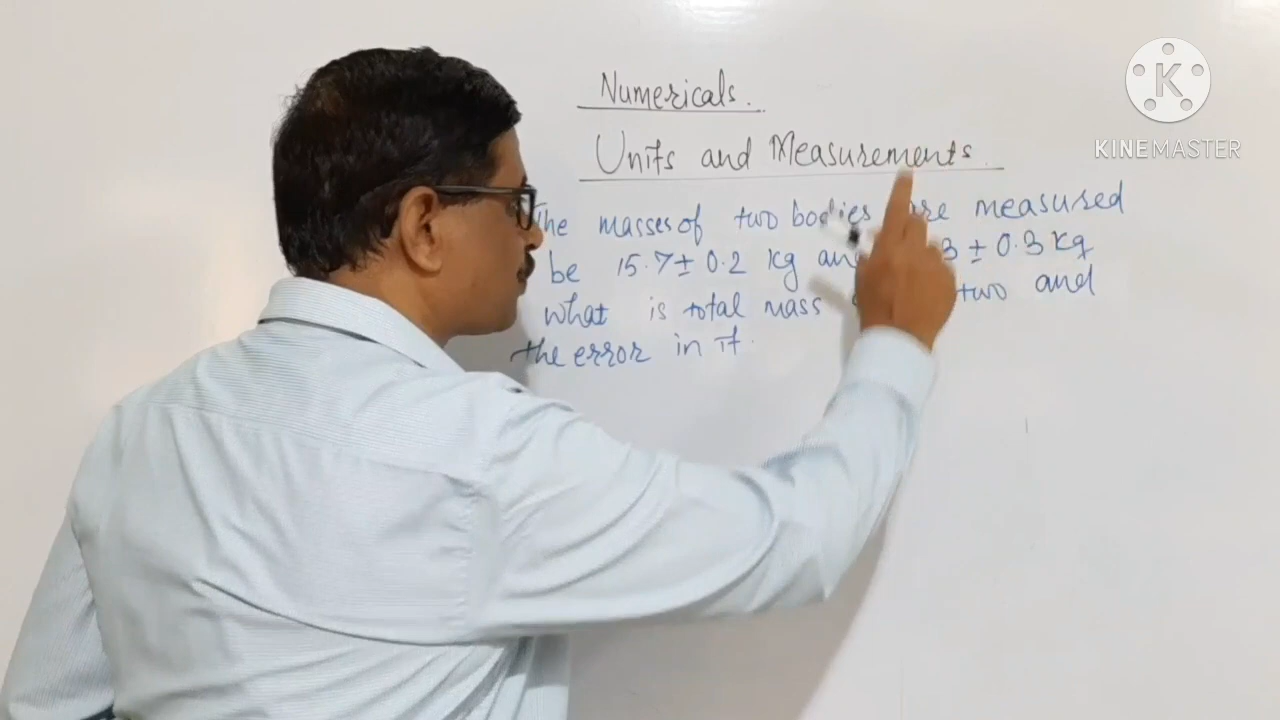 Numericals.
Units and Measurements.
The masses of two bodies are measured
be 15.7 ± 0.2 kg and 3 ± 0.3 kg
what is total mass two and
the error in it.
K
KINEMASTER